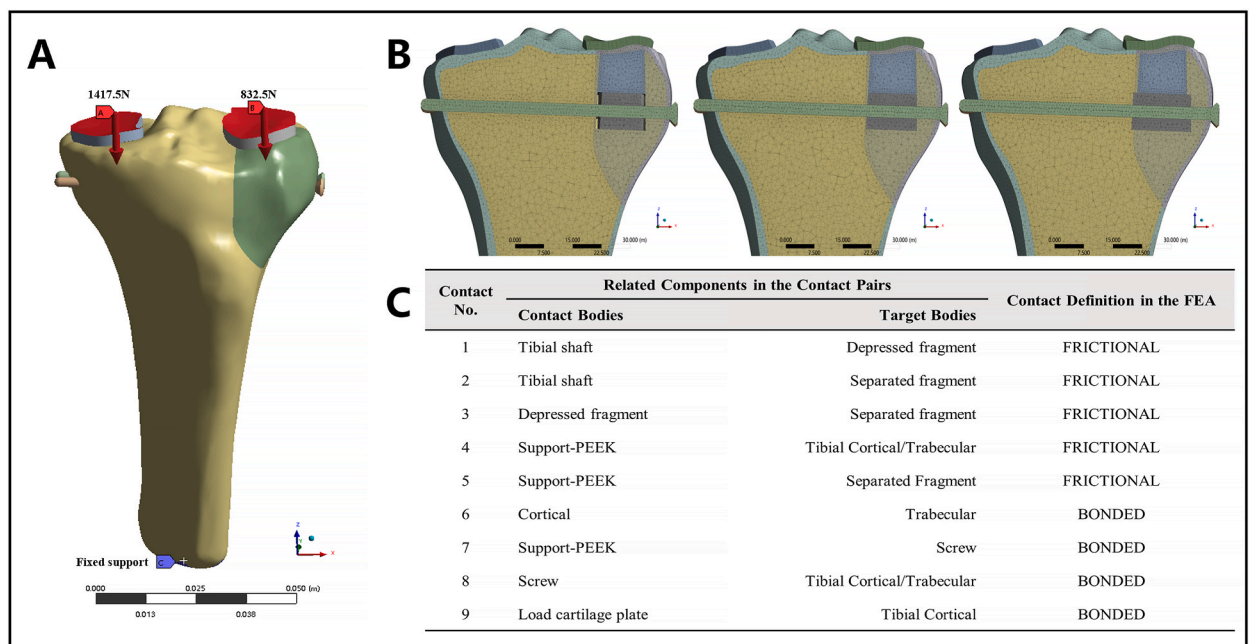 A
1417.5N
832.5N
A
B
Fixed support
C
Z
Y
X
0.000
0.025
0.050 (m)
0.013
0.038
B
Z
X
0.000
15.000
30.000 (m)
7.500
22.500
Z
X
0.000
15.000
30.000 (m)
7.500
22.500
Z
X
0.000
15.000
30.000 (m)
7.500
22.500
C
Contact No. Related Components in the Contact Pairs Contact Definition in the FEA
Contact Bodies Target Bodies
1 Tibial shaft Depressed fragment FRICTIONAL
2 Tibial shaft Separated fragment FRICTIONAL
3 Depressed fragment Separated fragment FRICTIONAL
4 Support-PEEK Tibial Cortical/Trabecular FRICTIONAL
5 Support-PEEK Separated Fragment FRICTIONAL
6 Cortical Trabecular BONDED
7 Support-PEEK Screw BONDED
8 Screw Tibial Cortical/Trabecular BONDED
9 Load cartilage plate Tibial Cortical BONDED